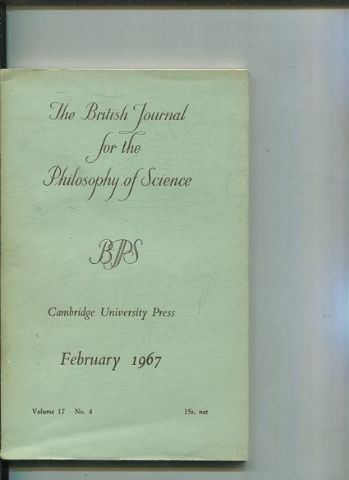 The British Journal
for the
Philosophy of Science
BJPS
Cambridge University Press
February 1967
Volume 17 No. 4 15s. net